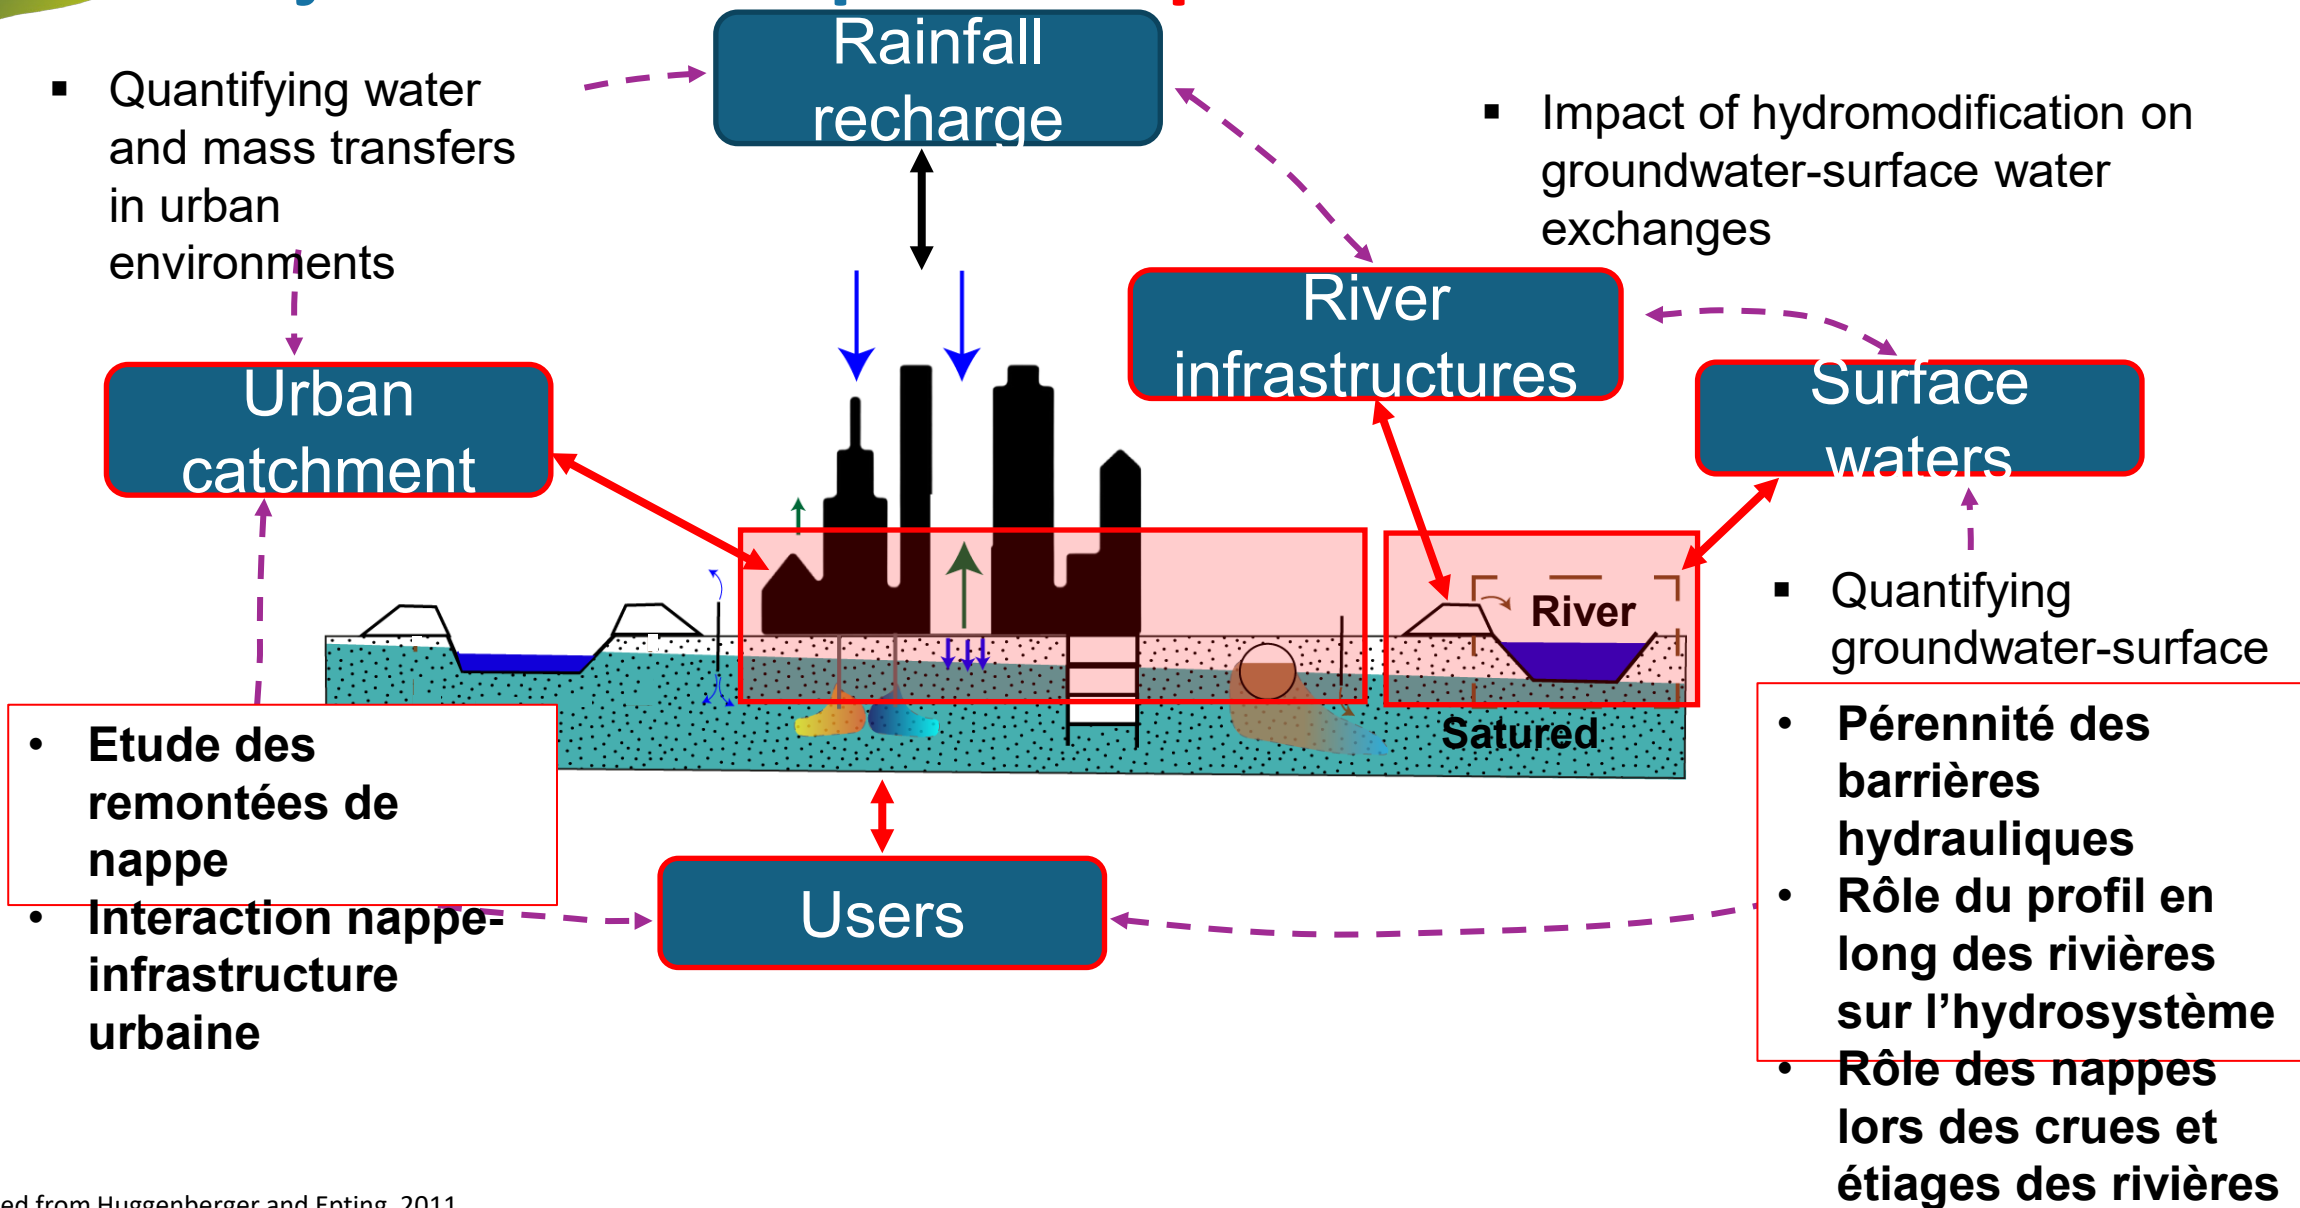 Rainfall
recharge
▪ Quantifying water
and mass transfers
in urban
environments
▪ Impact of hydromodification on
groundwater-surface water
exchanges
River
infrastructures
Urban
catchment
Surface
waters
River
▪ Quantifying
groundwater-surface
Satured
• Etude des
remontées de
nappe
• Interaction nappe-
infrastructure
urbaine
• Pérennité des
barrières
hydrauliques
• Rôle du profil en
long des rivières
sur l’hydrosystème
• Rôle des nappes
lors des crues et
étiages des rivières
Users
from Huggenberger and Epting, 2011